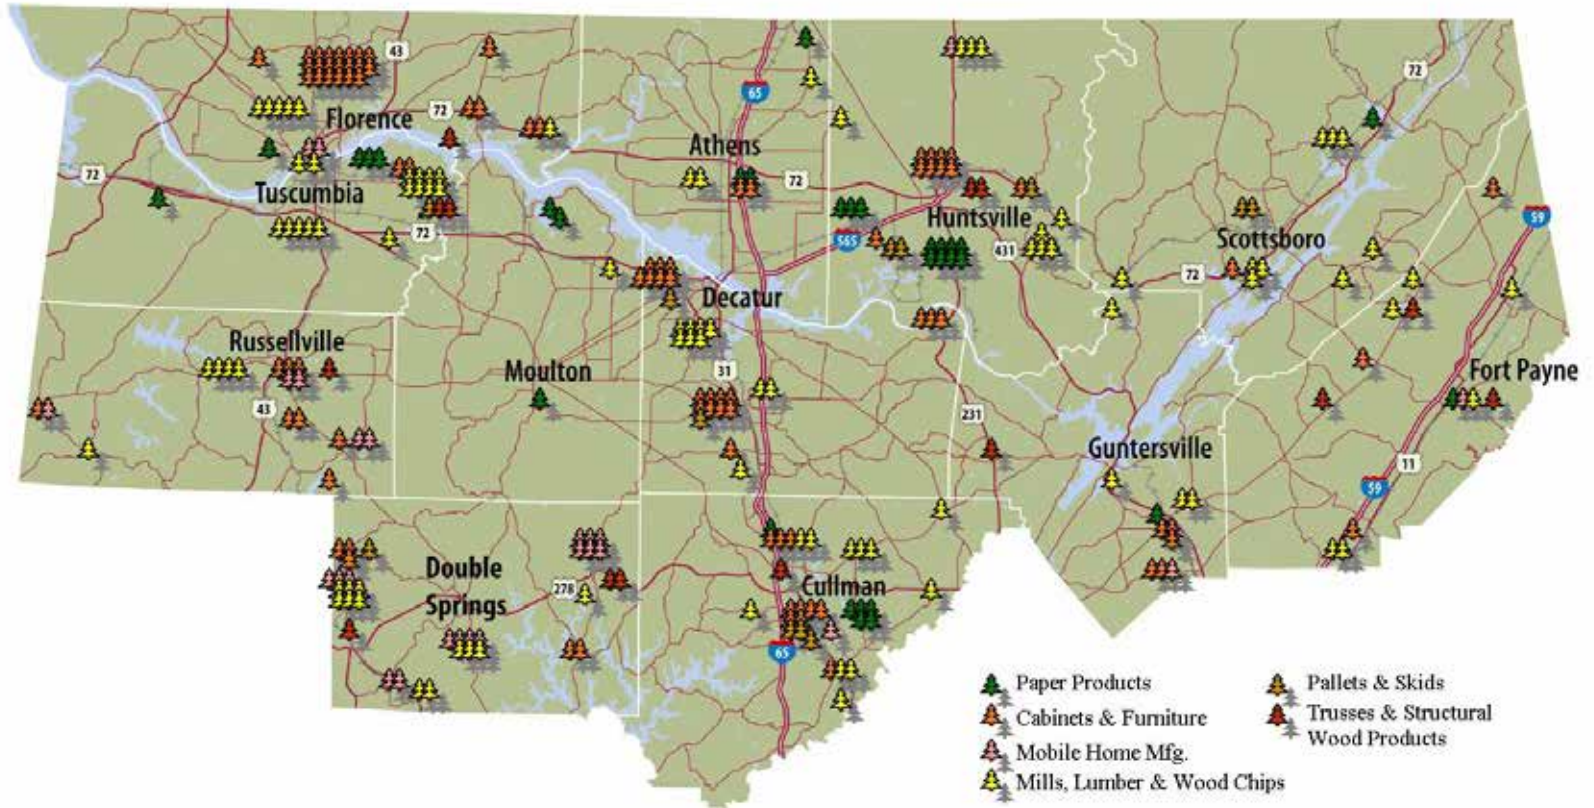 43
72
65
72
Florence
Athens
72
72
Tuscumbia
72
565
Huntsville
431
Scottsboro
72
59
Decatur
Russellville
Moulton
31
43
231
Fort Payne
Guntersville
11
59
Double
Springs
278
Cullman
65
Paper Products
Cabinets & Furniture
Mobile Home Mfg.
Mills, Lumber & Wood Chips
Pallets & Skids
Trusses & Structural
Wood Products